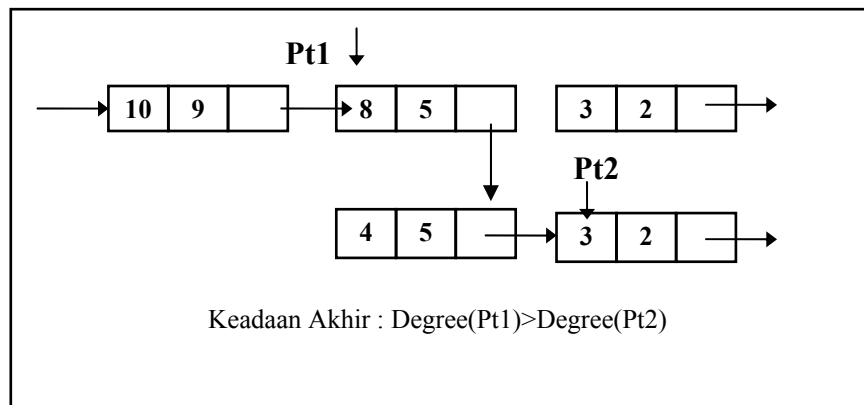 Pt1
10 9 8 5 3 2
Pt2
4 5 3 2
Keadaan Akhir : Degree(Pt1)>Degree(Pt2)